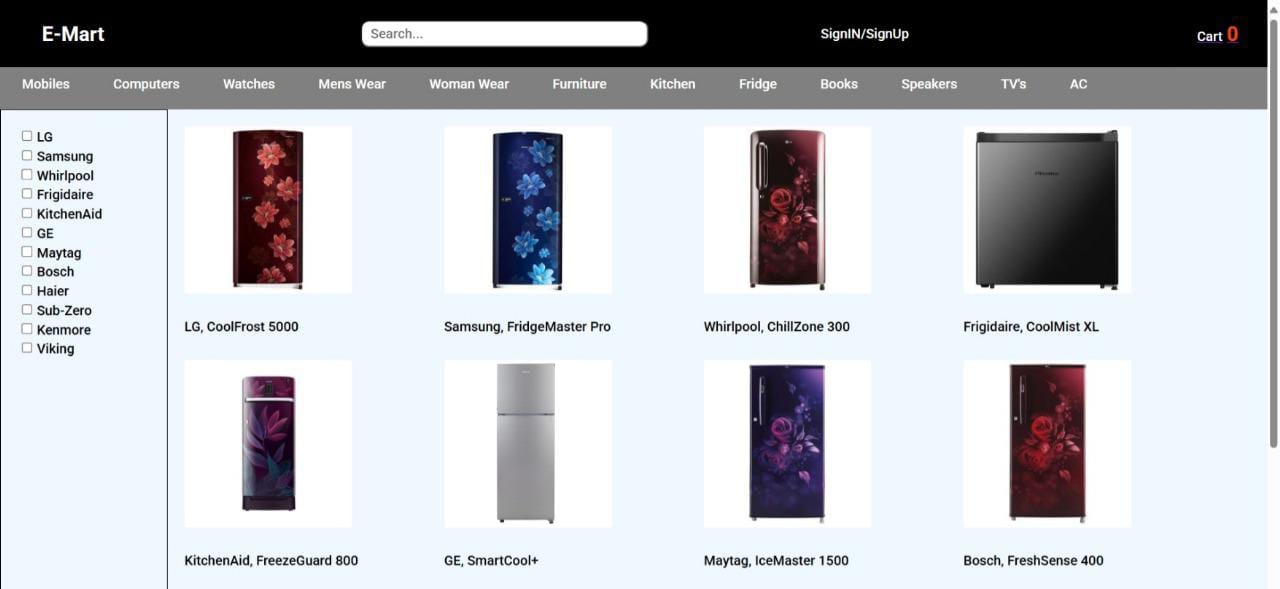 E-Mart
Search...
SignIN/SignUp
Cart 0
Mobiles Computers Watches Mens Wear Woman Wear Furniture Kitchen Fridge Books Speakers TV's AC
LG
Samsung
Whirlpool
Frigidaire
KitchenAid
GE
Maytag
Bosch
Haier
Sub-Zero
Kenmore
Viking
LG, CoolFrost 5000
Samsung, FridgeMaster Pro
Whirlpool, ChillZone 300
Frigidaire, CoolMist XL
KitchenAid, FreezeGuard 800
GE, SmartCool+
Maytag, IceMaster 1500
Bosch, FreshSense 400